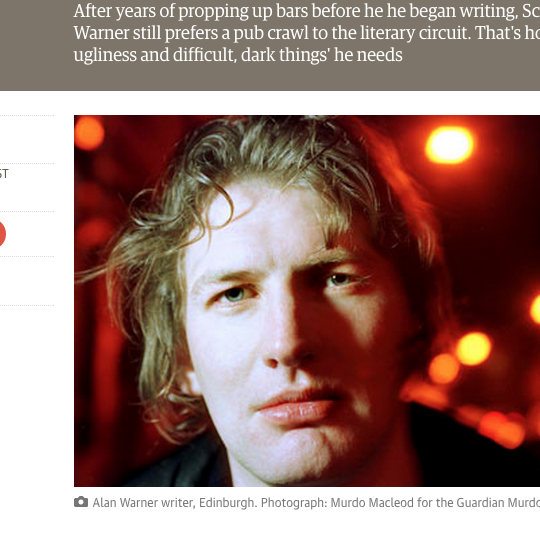 After years of propping up bars before he he began writing, Sc
Warner still prefers a pub crawl to the literary circuit. That's ho
ugliness and difficult, dark things' he needs
ST
Alan Warner writer, Edinburgh. Photograph: Murdo Macleod for the Guardian Murdo